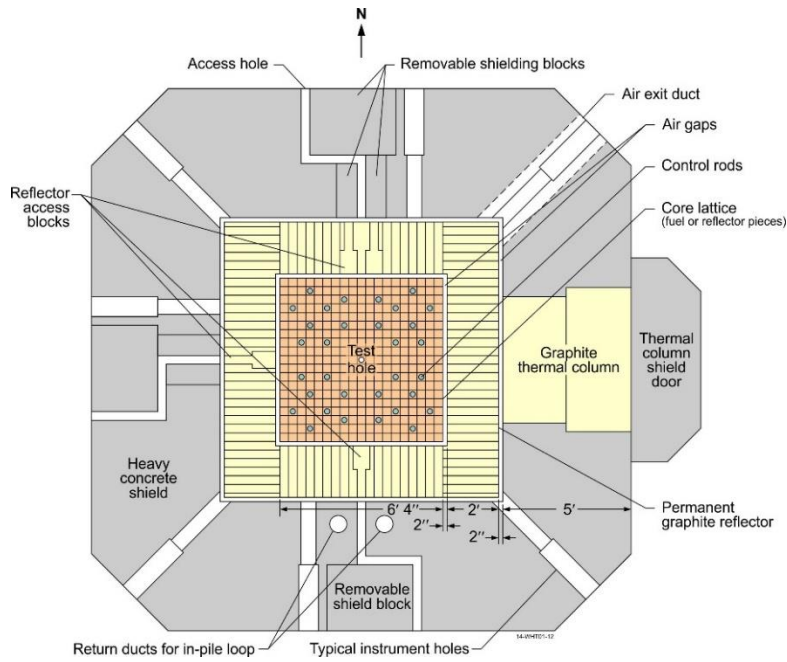 N
Access hole
Removable shielding blocks
Air exit duct
Air gaps
Control rods
Core lattice
(fuel or reflector pieces)
Reflector
access
blocks
Test
hole
Graphite
thermal column
Thermal
column
shield
door
Heavy
concrete
shield
6' 4"
2'
5'
2"
2"
Permanent
graphite reflector
Removable
shield block
Return ducts for in-pile loop
Typical instrument holes
14-WHT01-12